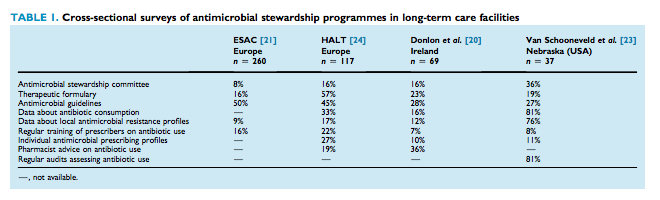 TABLE 1. Cross-sectional surveys of antimicrobial stewardship programmes in long-term care facilities
ESAC [21] HALT [24] Donlon et al. [20] Van Schooneveld et al. [23]
Europe Europe Ireland Nebraska (USA)
n = 260 n = 117 n = 69 n = 37
Antimicrobial stewardship committee 8% 16% 16% 36%
Therapeutic formulary 16% 57% 23% 19%
Antimicrobial guidelines 50% 45% 28% 27%
Data about antibiotic consumption — 33% 16% 81%
Data about local antimicrobial resistance profiles 9% 17% 12% 76%
Regular training of prescribers on antibiotic use 16% 22% 7% 8%
Individual antimicrobial prescribing profiles — 27% 10% 11%
Pharmacist advice on antibiotic use — 19% 36% —
Regular audits assessing antibiotic use — — — 81%
—, not available.